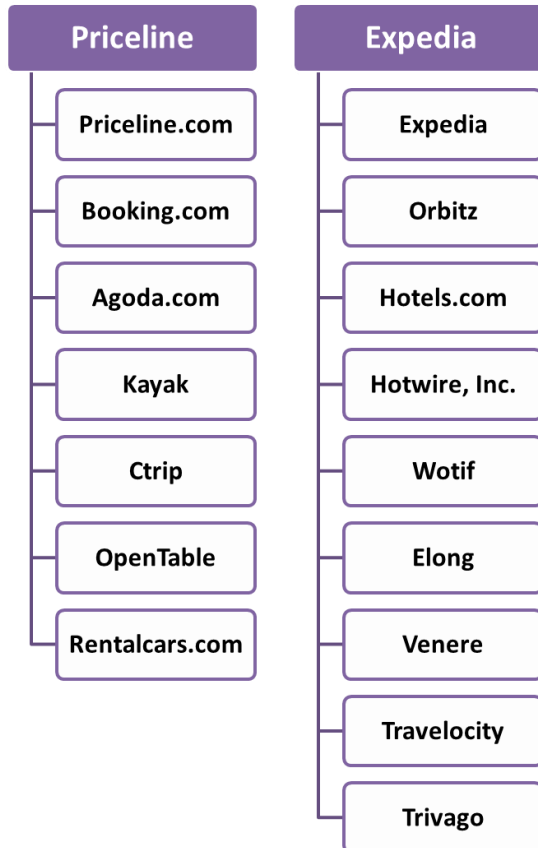 Priceline
Priceline.com
Booking.com
Agoda.com
Kayak
Ctrip
OpenTable
Rentalcars.com
Expedia
Expedia
Orbitz
Hotels.com
Hotwire, Inc.
Wotif
Elong
Venere
Travelocity
Trivago